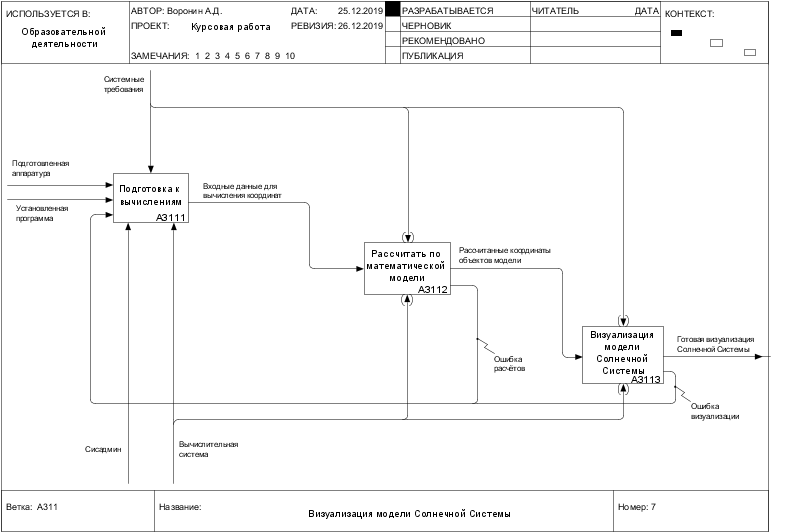 ИСПОЛЬЗУЕТСЯ В:
Образовательной
деятельности
АВТОР: Воронин А.Д.
ДАТА: 25.12.2019
ПРОЕКТ: Курсовая работа
РЕВИЗИЯ: 26.12.2019
ЗАМЕЧАНИЯ: 1 2 3 4 5 6 7 8 9 10
РАЗРАБАТЫВАЕТСЯ
ЧЕРНОВИК
РЕКОМЕНДОВАНО
ПУБЛИКАЦИЯ
ЧИТАТЕЛЬ ДАТА
КОНТЕКСТ:
Системные
требования
Подготовленная
аппаратура
Установленная
программа
Подготовка к
вычислениям
A3111
Входные данные для
вычисления координат
Рассчитать по
математической
модели
A3112
Рассчитанные координаты
объектов модели
Ошибка
расчётов
Визуализация
модели
Солнечной
Системы
A3113
Готовая визуализация
Солнечной Системы
Ошибка
визуализации
Сисадмин
Вычислительная
система
Ветка: A311
Название:
Визуализация модели Солнечной Системы
Номер: 7